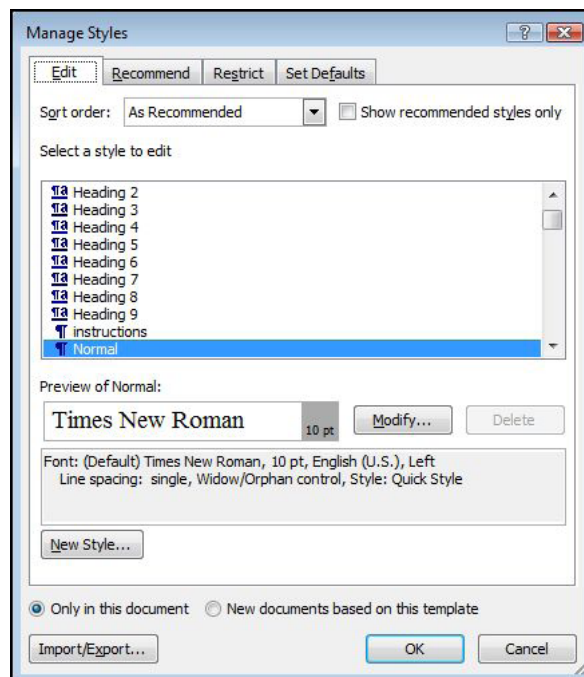 Manage Styles
Edit Recommend Restrict Set Defaults
Sort order: As Recommended Show recommended styles only
Select a style to edit
¶a Heading 2
¶a Heading 3
¶a Heading 4
¶a Heading 5
¶a Heading 6
¶a Heading 7
¶a Heading 8
¶a Heading 9
¶ instructions
¶ Normal
Preview of Normal:
Times New Roman 10 pt Modify... Delete
Font: (Default) Times New Roman, 10 pt, English (U.S.), Left
Line spacing: single, Widow/Orphan control, Style: Quick Style
New Style...
Only in this document New documents based on this template
Import/Export... OK Cancel